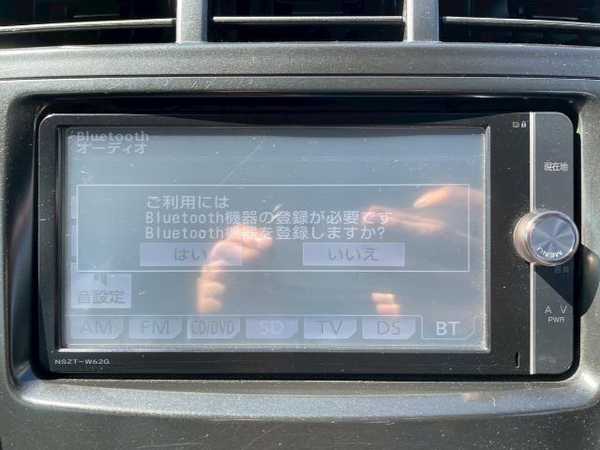 Bluetooth
オーディオ
ご利用には
Bluetooth機器の登録が必要です
Bluetooth機器を登録しますか?
はい
いいえ
音設定
AM
FM
CD/DVD
SD
TV
DS
BT
現在地
MENU
A V
PWR
NSZT-W62G